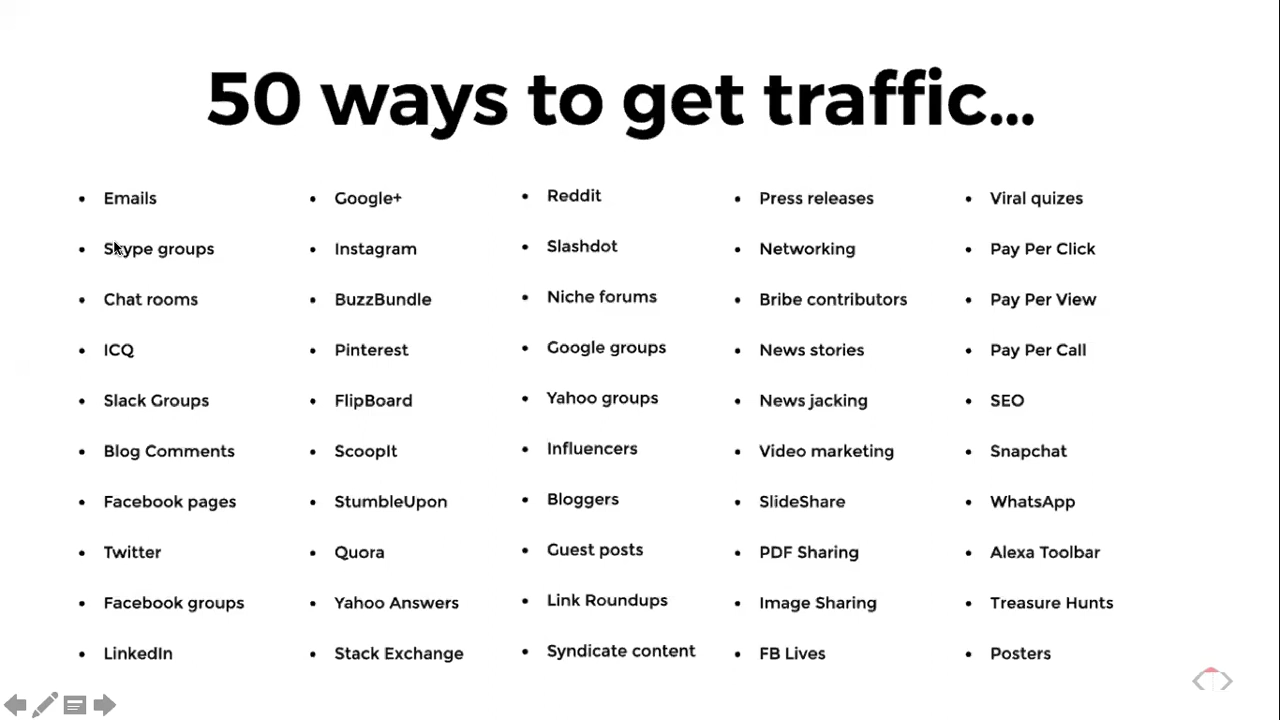 50 ways to get traffic...
• Emails
• Skype groups
• Chat rooms
• ICQ
• Slack Groups
• Blog Comments
• Facebook pages
• Twitter
• Facebook groups
• LinkedIn
• Google+
• Instagram
• BuzzBundle
• Pinterest
• FlipBoard
• ScoopIt
• StumbleUpon
• Quora
• Yahoo Answers
• Stack Exchange
• Reddit
• Slashdot
• Niche forums
• Google groups
• Yahoo groups
• Influencers
• Bloggers
• Guest posts
• Link Roundups
• Syndicate content
• Press releases
• Networking
• Bribe contributors
• News stories
• News jacking
• Video marketing
• SlideShare
• PDF Sharing
• Image Sharing
• FB Lives
• Viral quizes
• Pay Per Click
• Pay Per View
• Pay Per Call
• SEO
• Snapchat
• WhatsApp
• Alexa Toolbar
• Treasure Hunts
• Posters